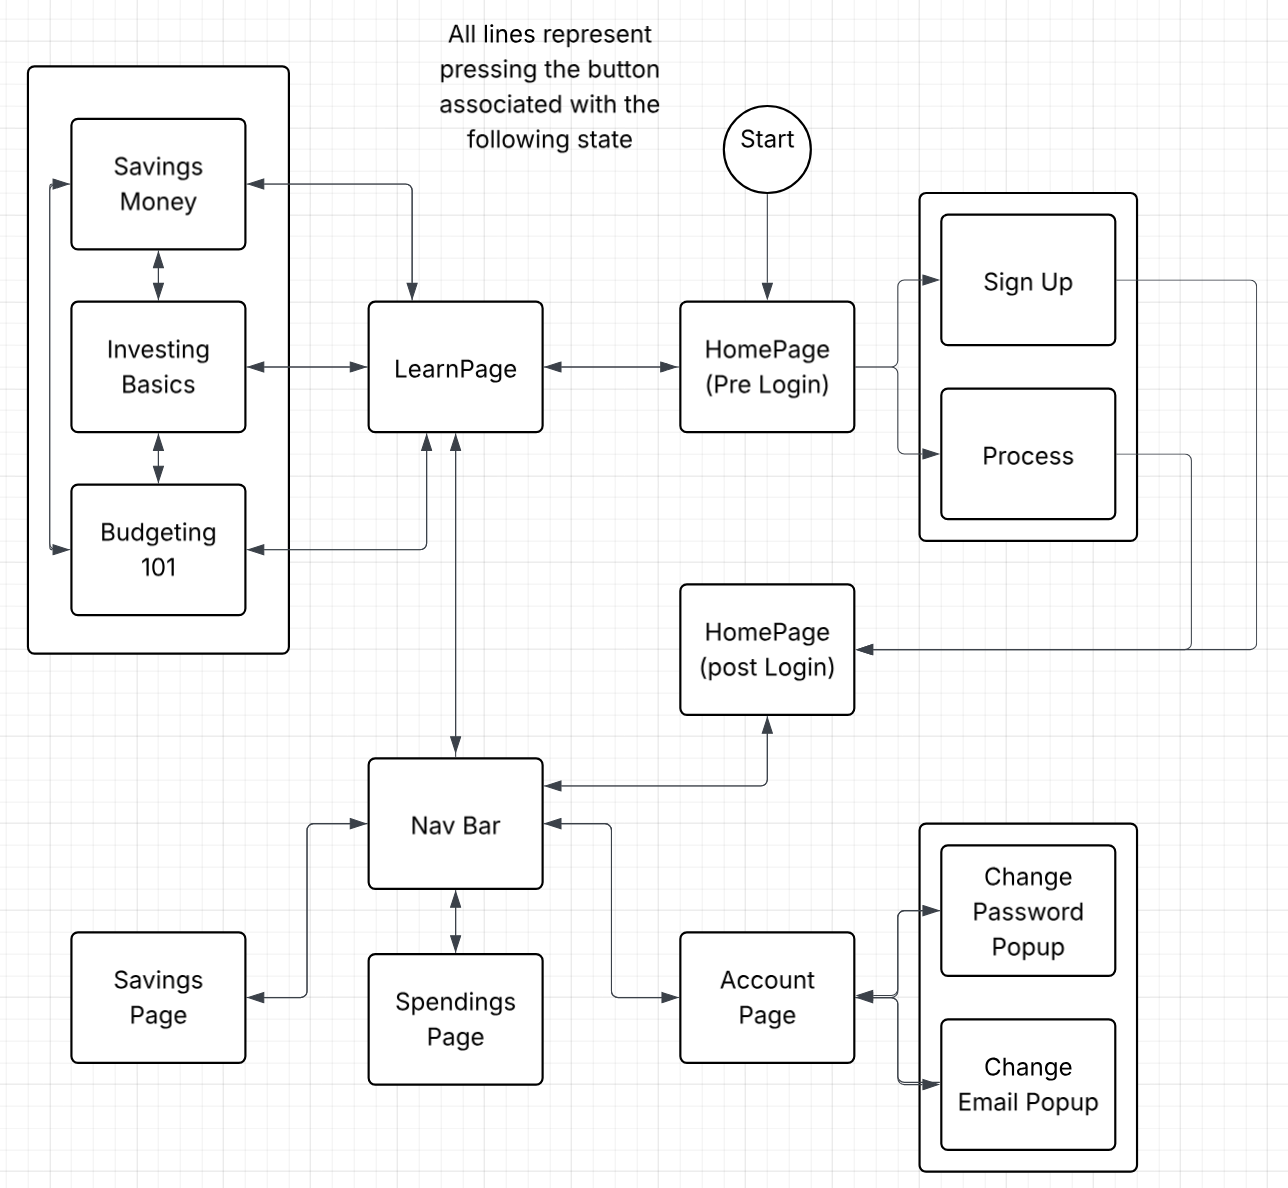 All lines represent
pressing the button
associated with the
following state
Start
Savings
Money
Investing
Basics
Budgeting
101
LearnPage
HomePage
(Pre Login)
Sign Up
Process
HomePage
(post Login)
Nav Bar
Savings
Page
Spendings
Page
Account
Page
Change
Password
Popup
Change
Email Popup